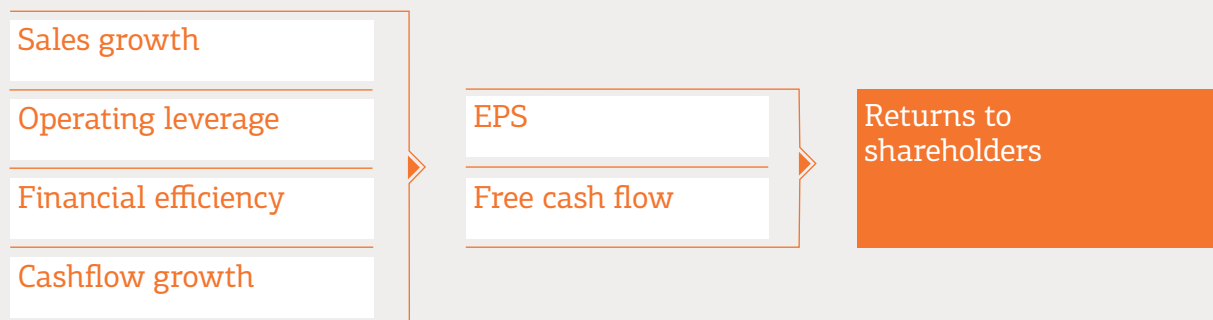 Sales growth
Operating leverage
Financial efficiency
Cashflow growth
EPS
Free cash flow
Returns to
shareholders